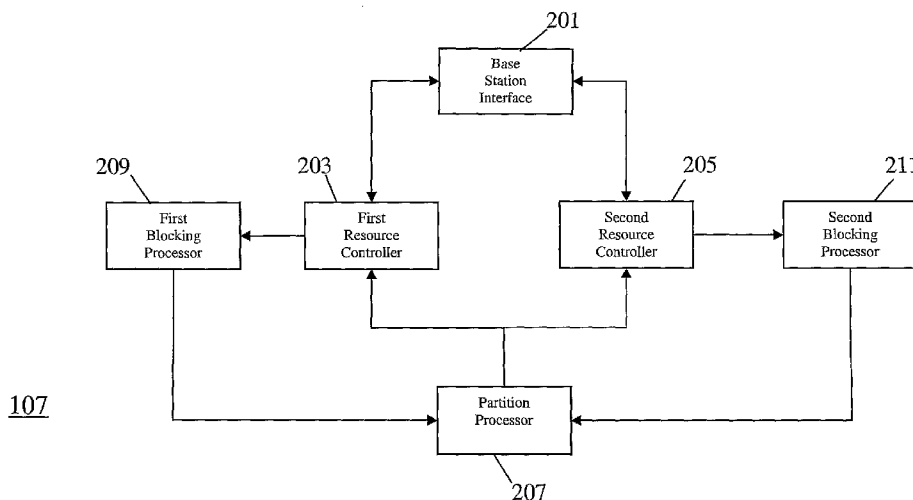 201
Base
Station
Interface
209
203
205
211
First
Blocking
Processor
First
Resource
Controller
Second
Resource
Controller
Second
Blocking
Processor
107
Partition
Processor
207